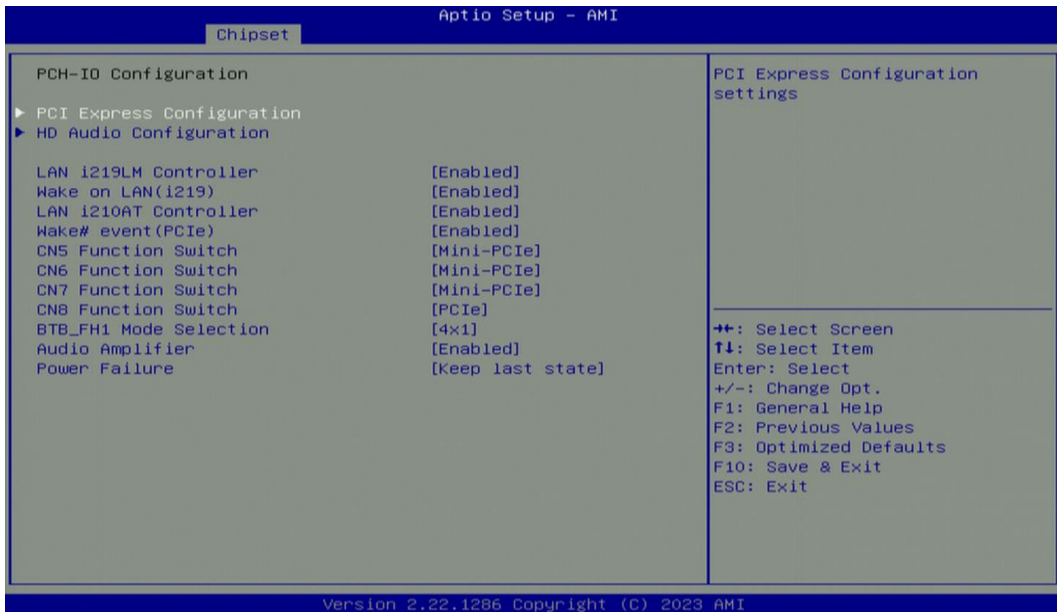 Aptio Setup – AMI
Chipset
PCH-IO Configuration
PCI Express Configuration
HD Audio Configuration
LAN i219LM Controller [Enabled]
Wake on LAN(i219) [Enabled]
LAN i210AT Controller [Enabled]
Wake# event(PCIe) [Enabled]
CN5 Function Switch [Mini-PCIe]
CN6 Function Switch [Mini-PCIe]
CN7 Function Switch [Mini-PCIe]
CN8 Function Switch [PCIe]
BTB_FH1 Mode Selection [4x1]
Audio Amplifier [Enabled]
Power Failure [Keep last state]
PCI Express Configuration
settings
→←: Select Screen
↑↓: Select Item
Enter: Select
+/-: Change Opt.
F1: General Help
F2: Previous Values
F3: Optimized Defaults
F10: Save & Exit
ESC: Exit
Version 2.22.1286 Copyright (C) 2023 AMI